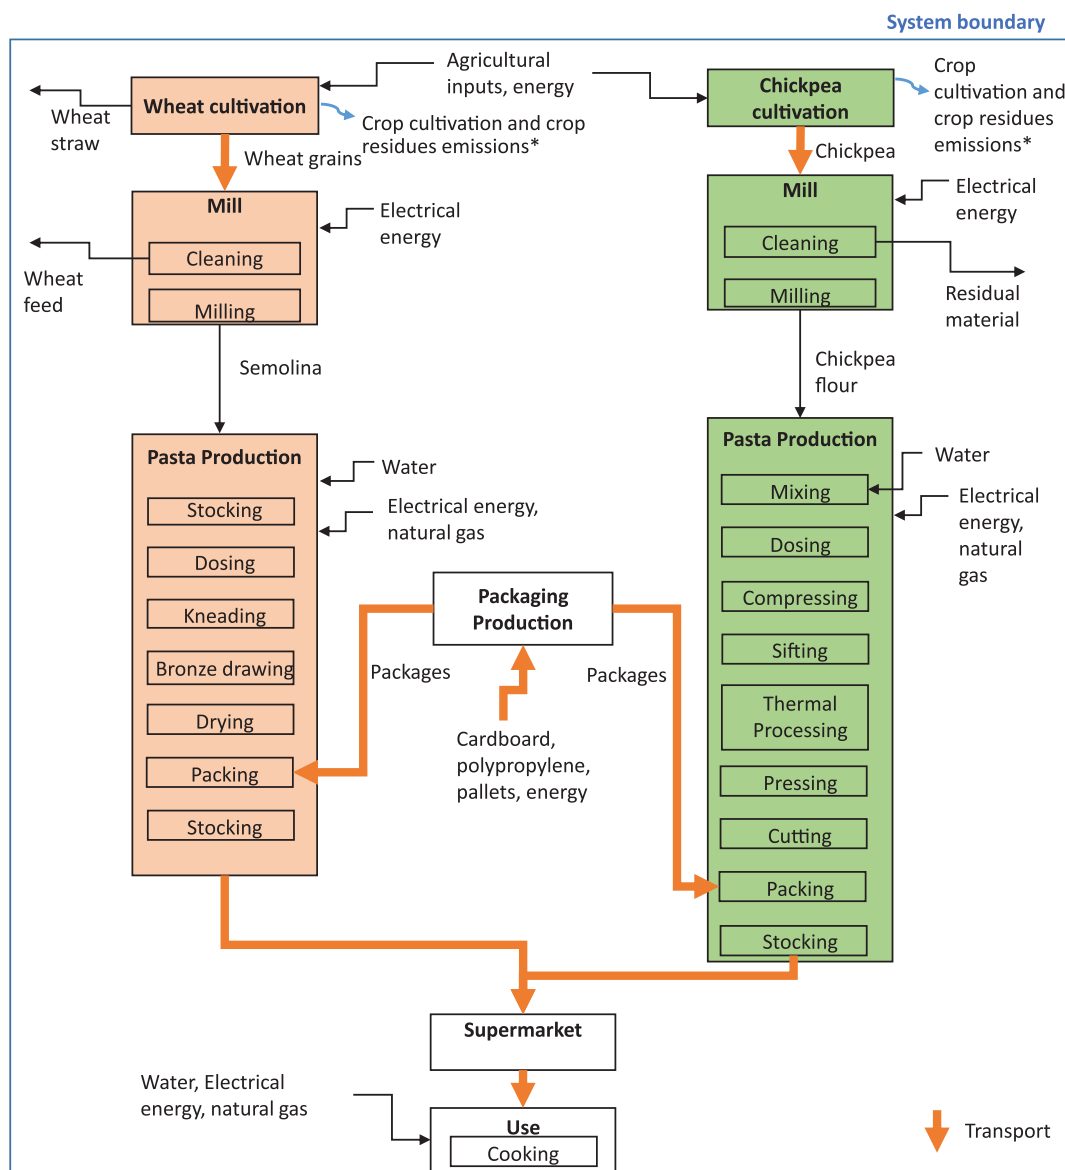 System boundary
Agricultural
inputs, energy
Wheat cultivation
Wheat
straw
Crop cultivation and crop
residues emissions*
Wheat grains
Mill
Electrical
energy
Cleaning
Wheat
feed
Milling
Semolina
Pasta Production
Water
Electrical energy,
natural gas
Stocking
Dosing
Kneading
Bronze drawing
Drying
Packing
Stocking
Chickpea
cultivation
Crop
cultivation and
crop residues
emissions*
Chickpea
Mill
Electrical
energy
Cleaning
Milling
Residual
material
Chickpea
flour
Pasta Production
Water
Mixing
Electrical
energy,
natural
gas
Dosing
Compressing
Sifting
Thermal
Processing
Pressing
Cutting
Packing
Stocking
Packaging
Production
Packages
Packages
Cardboard,
polypropylene,
pallets, energy
Supermarket
Water, Electrical
energy, natural gas
Use
Cooking
Transport